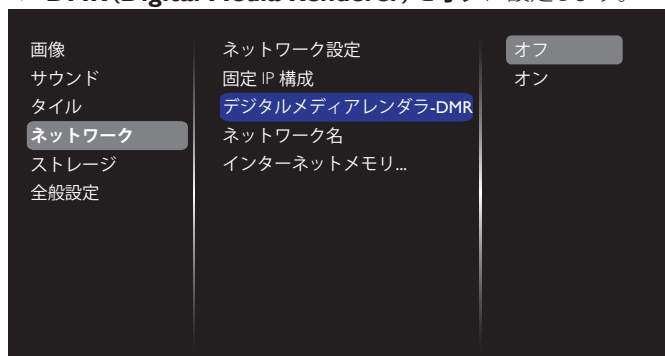 画像
サウンド
タイル
ネットワーク
ストレージ
全般設定
ネットワーク設定
固定 IP 構成
デジタルメディアレンダラ-DMR
ネットワーク名
インターネットメモリ...
オフ
オン